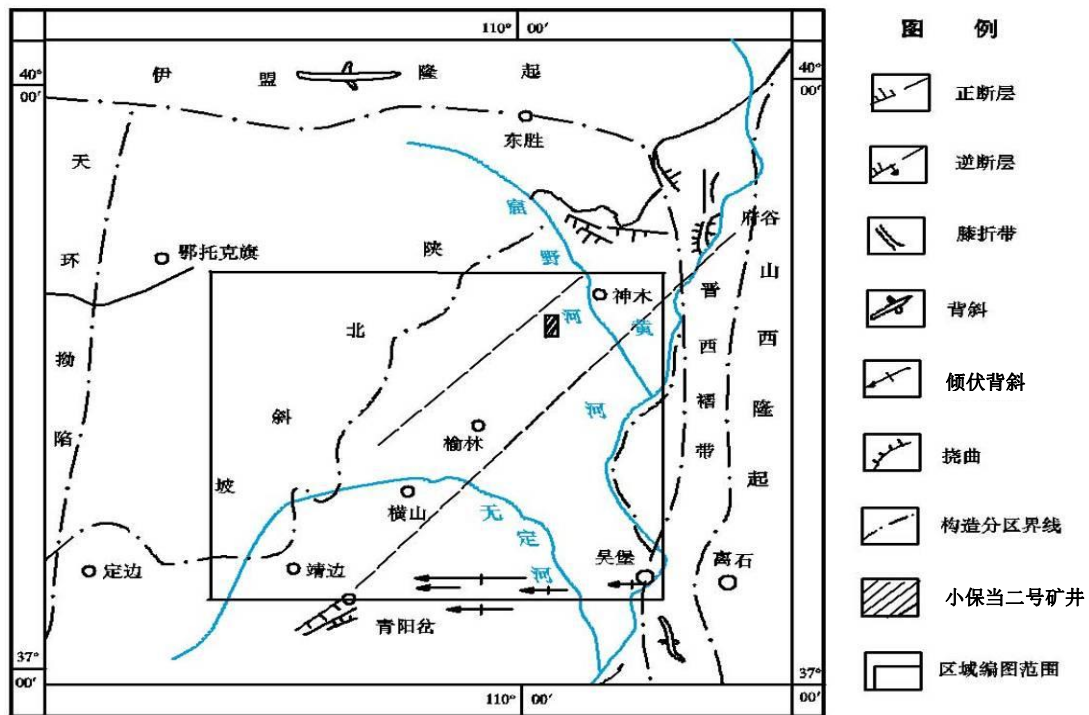 110° 00′
图 例
40°
00′
40°
00′
伊 盟 隆 起
正断层
东胜
天
逆断层
窟
府谷
膝折带
鄂托克旗
陕
野
山
环
晋
神木
河
黄
背斜
北
西
西
拗
河
褶
倾伏背斜
斜
隆
榆林
带
陷
起
挠曲
坡
横山
无
定
河
构造分区界线
吴堡
离石
定边
靖边
小保当二号矿井
青阳岔
37°
00′
37°
00′
区域编图范围
110° 00′